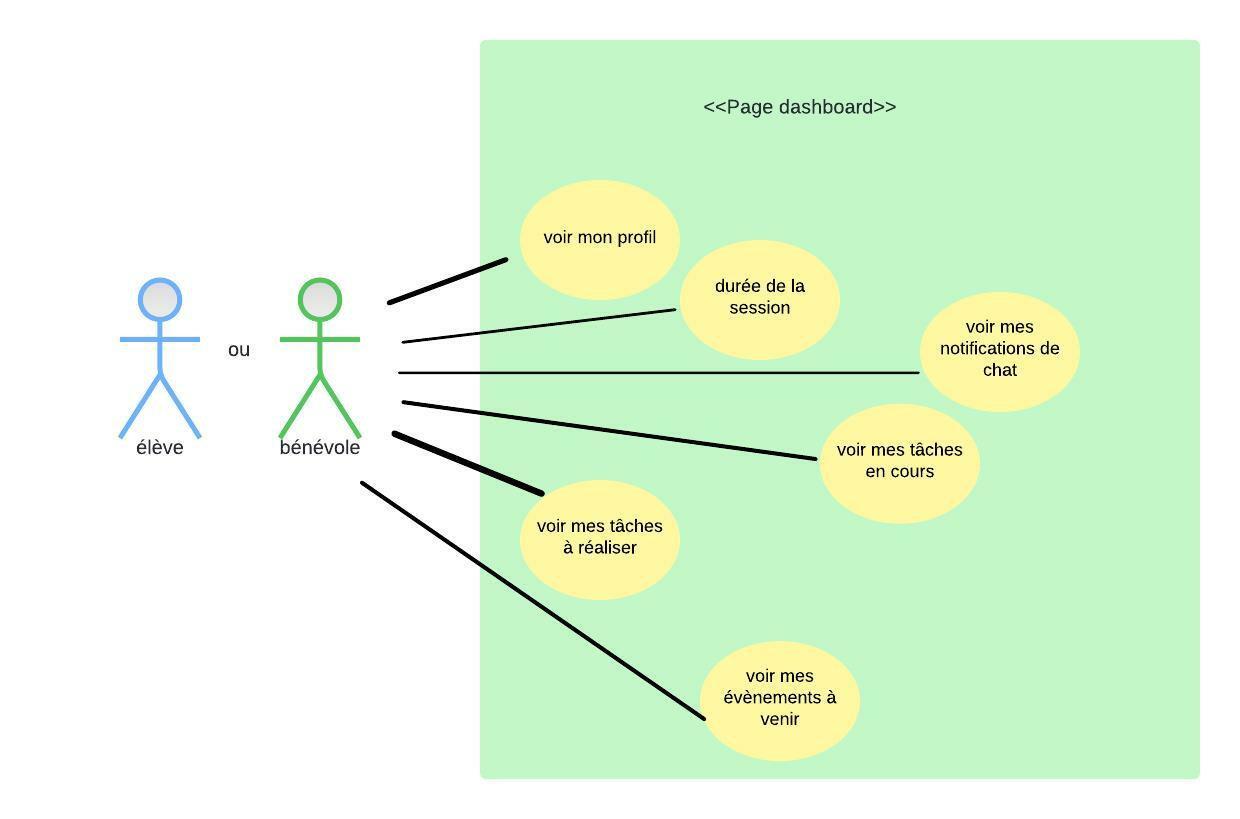 <<Page dashboard>>
voir mon profil
durée de la
session
voir mes
notifications de
chat
ou
élève
bénévole
voir mes tâches
en cours
voir mes tâches
à réaliser
voir mes
évènements à
venir